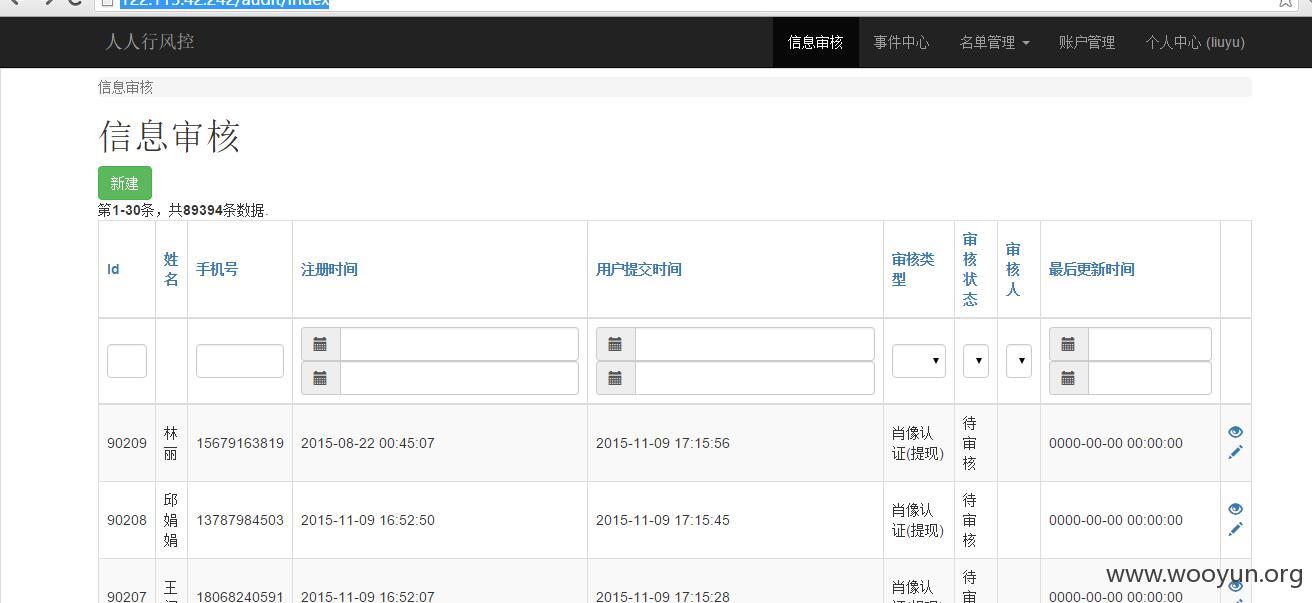 122.115.42.242/audit/index
人人行风控 信息审核 事件中心 名单管理 账户管理 个人中心 (liuyu)
信息审核
信息审核
新建
第1-30条，共89394条数据.
Id 姓名 手机号 注册时间 用户提交时间 审核类型 审核状态 审核人 最后更新时间
90209 林丽 15679163819 2015-08-22 00:45:07 2015-11-09 17:15:56 肖像认证(提现) 待审核 0000-00-00 00:00:00
90208 邱娟娟 13787984503 2015-11-09 16:52:50 2015-11-09 17:15:45 肖像认证(提现) 待审核 0000-00-00 00:00:00
90207 王 18068240591 2015-11-09 16:52:07 2015-11-09 17:15:28 肖像认 待审 0000-00-00 00:00:00
www.wooyun.org